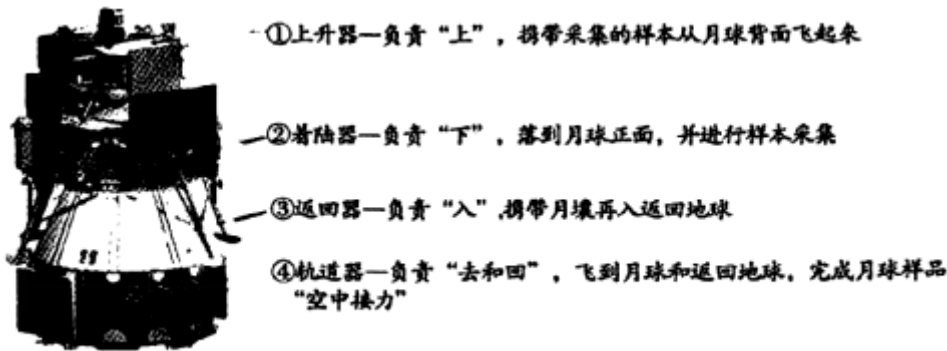 ①上升器—负责“上”，携带采集的样本从月球背面飞起来
②着陆器—负责“下”，落到月球正面，并进行样本采集
③返回器—负责“入”,携带月壤再入返回地球
④轨道器—负责“去和回”，飞到月球和返回地球，完成月球样品
“空中接力”